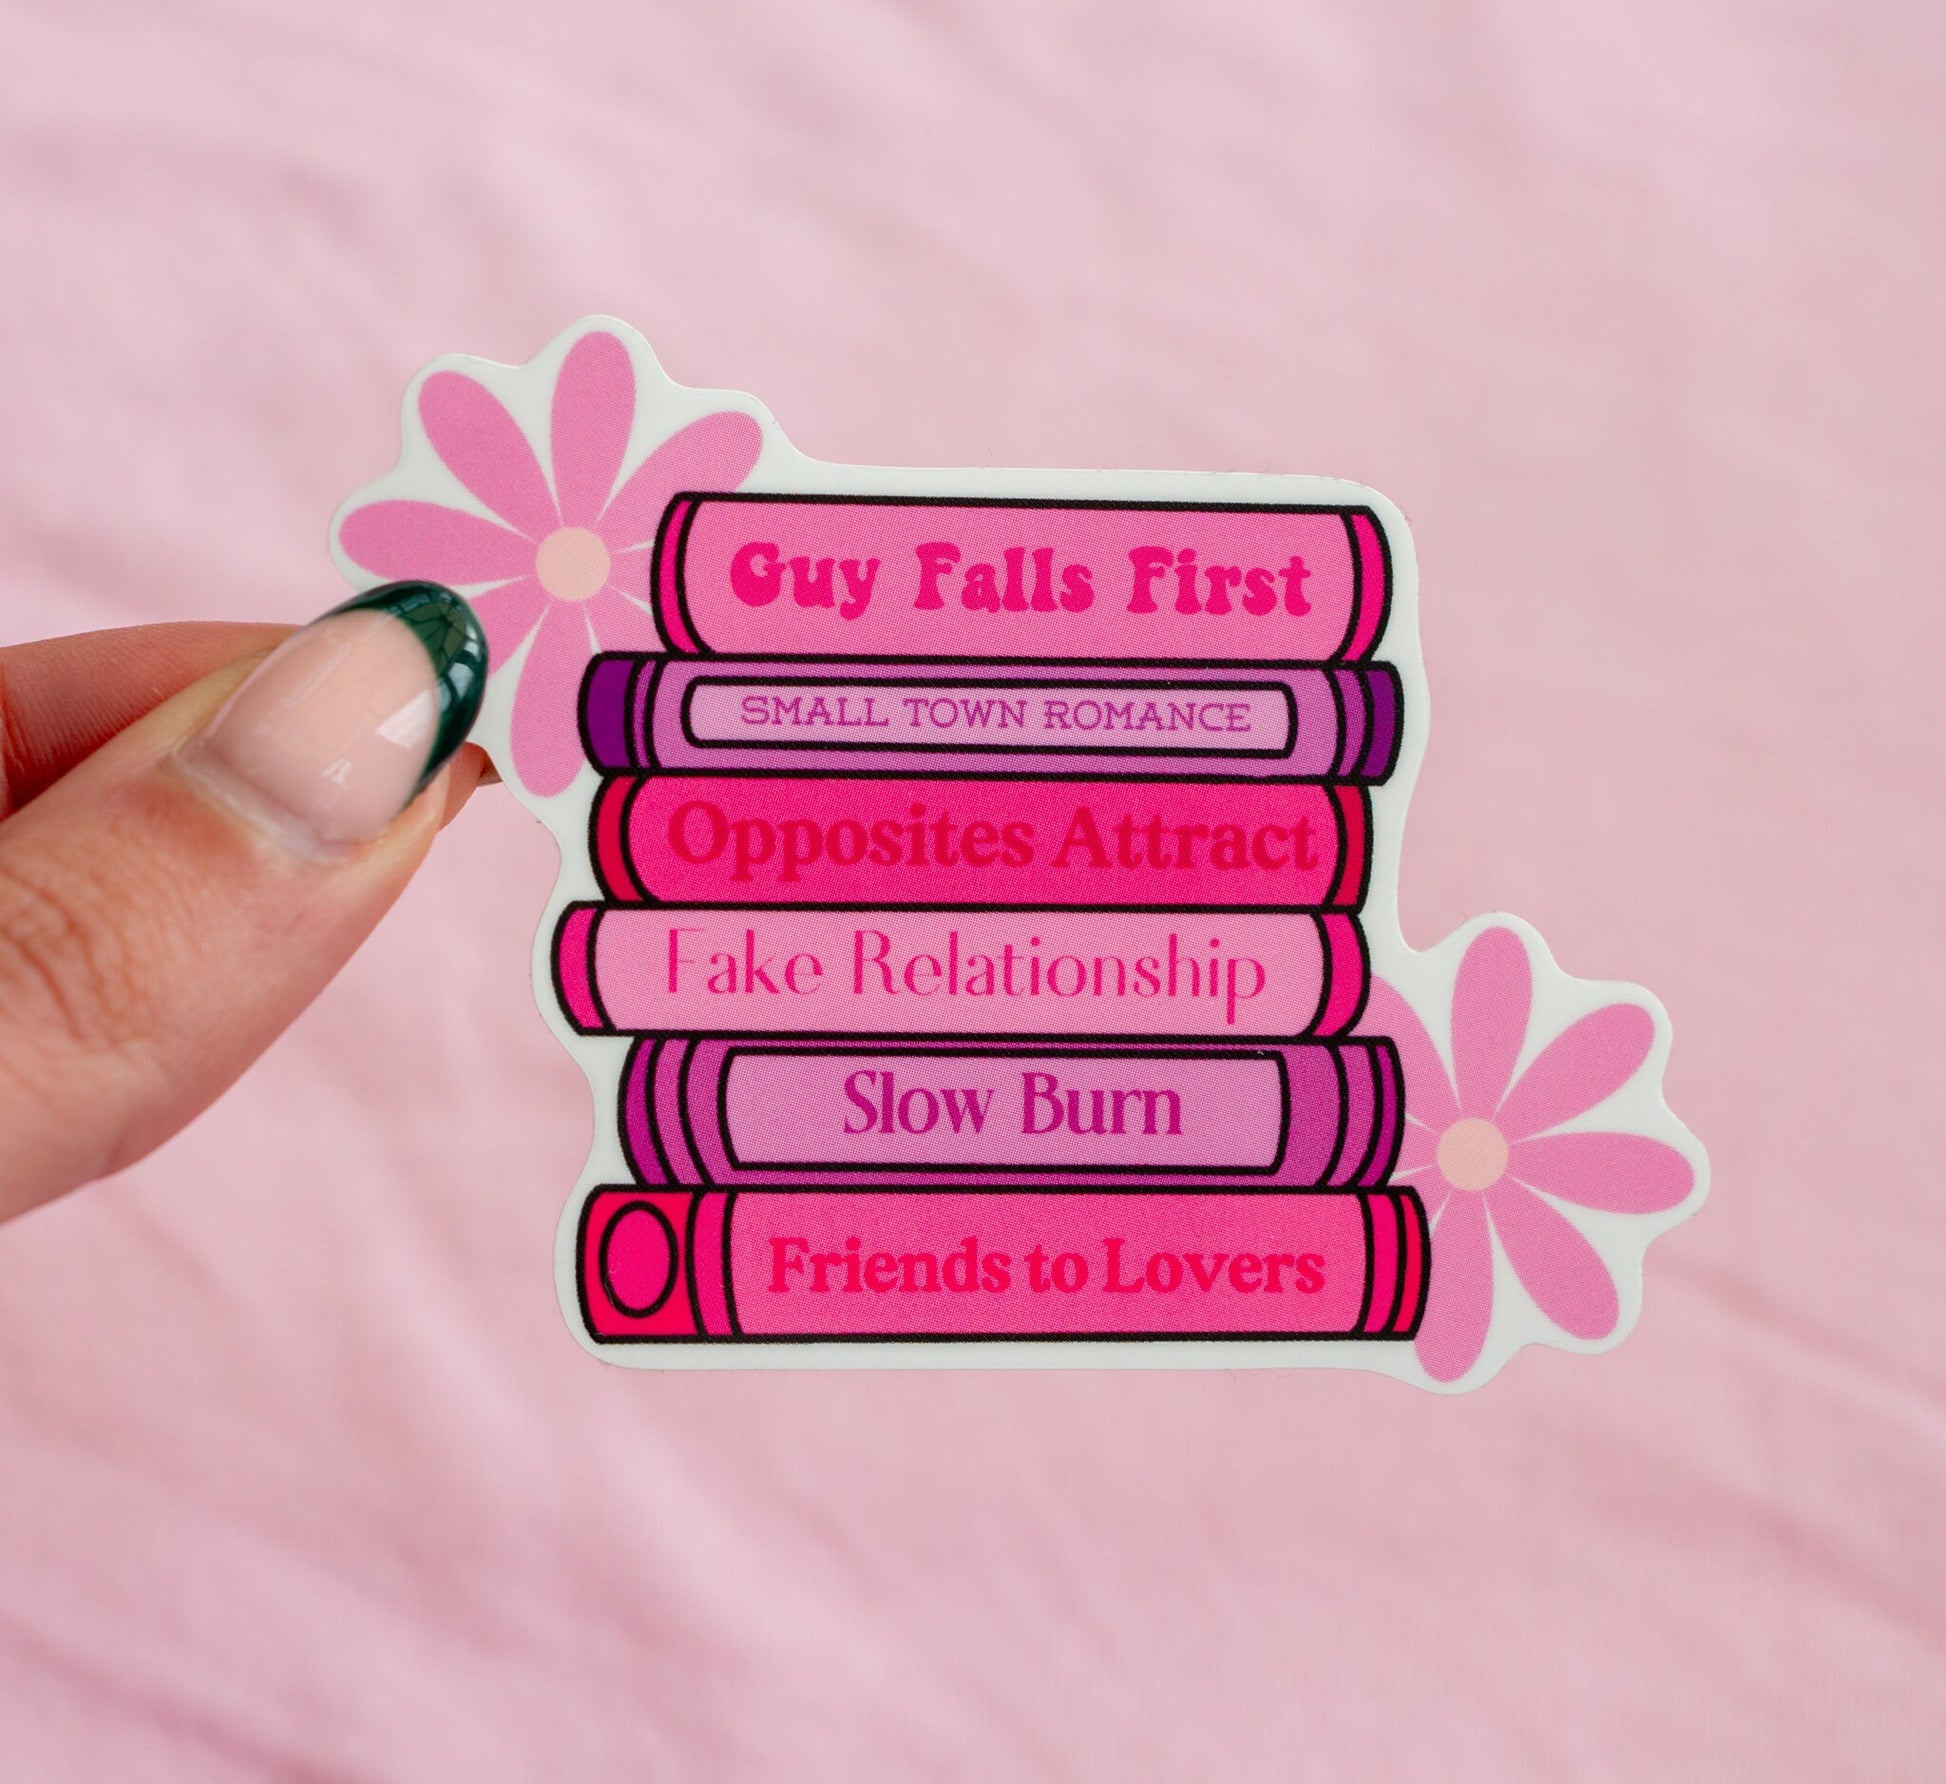 Guy Falls First
SMALL TOWN ROMANCE
Opposites Attract
Fake Relationship
Slow Burn
Friends to Lovers